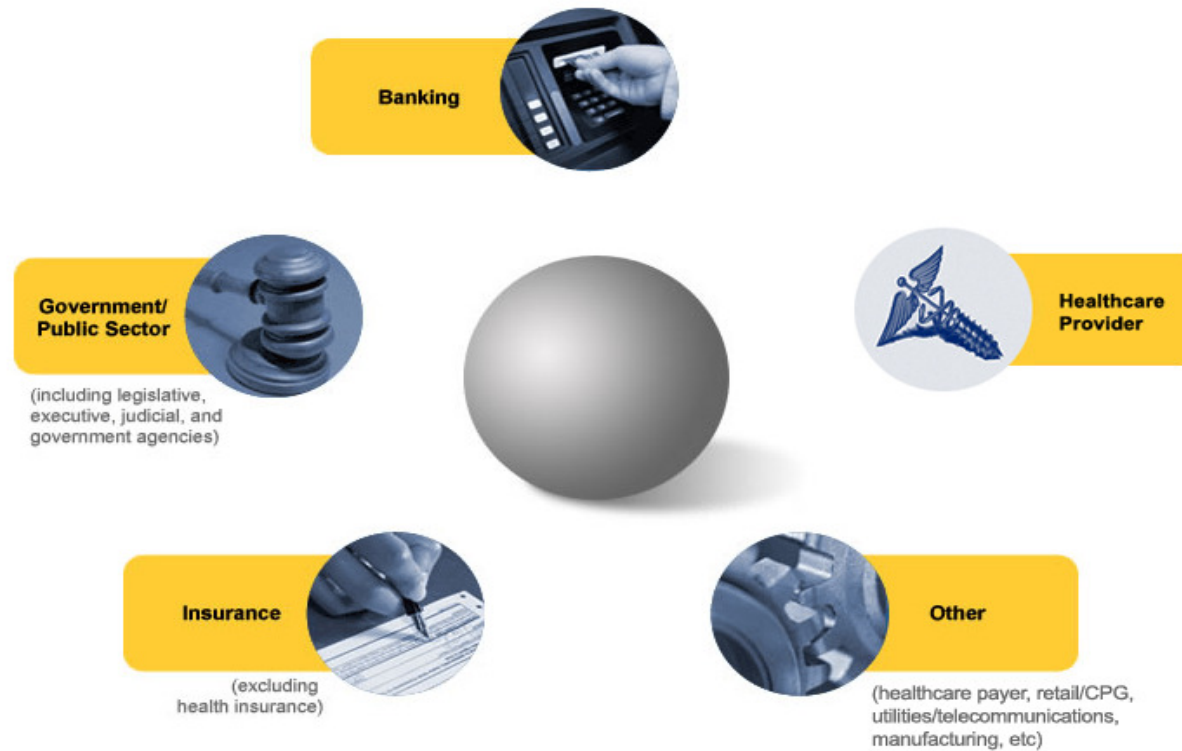 Banking
Government/
Public Sector
(including legislative,
executive, judicial, and
government agencies)
Healthcare
Provider
Insurance
(excluding
health insurance)
Other
(healthcare payer, retail/CPG,
utilities/telecommunications,
manufacturing, etc)